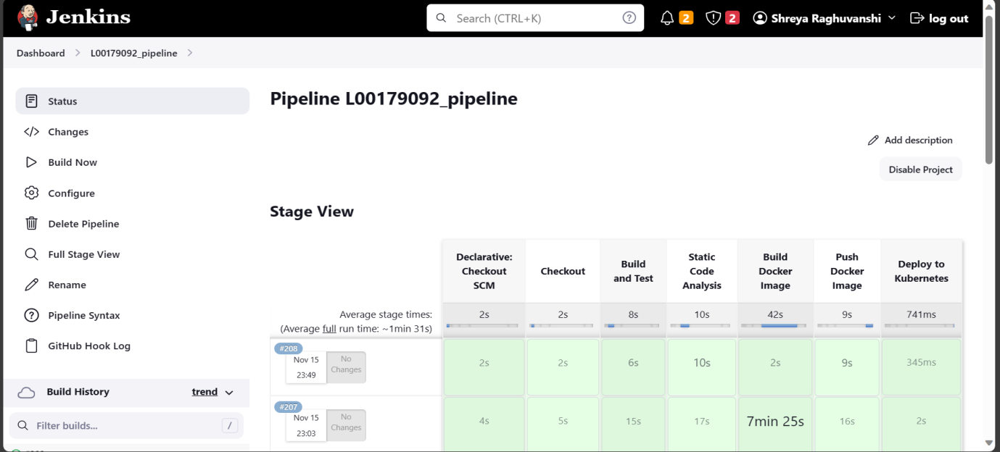 Jenkins
Search (CTRL+K)
2
2
Shreya Raghuvanshi
log out
Dashboard
L00179092_pipeline
Status
Changes
Build Now
Configure
Delete Pipeline
Full Stage View
Rename
Pipeline Syntax
GitHub Hook Log
Build History
trend
Filter builds...
/
Pipeline L00179092_pipeline
Add description
Disable Project
Stage View
Declarative:
Checkout
SCM
Checkout
Build
and Test
Static
Code
Analysis
Build
Docker
Image
Push
Docker
Image
Deploy to
Kubernetes
Average stage times:
(Average full run time: ~1min 31s)
2s
2s
8s
10s
42s
9s
741ms
#208
Nov 15
23:49
No
Changes
2s
2s
6s
10s
2s
9s
345ms
#207
Nov 15
23:03
No
Changes
4s
5s
15s
17s
7min 25s
16s
2s